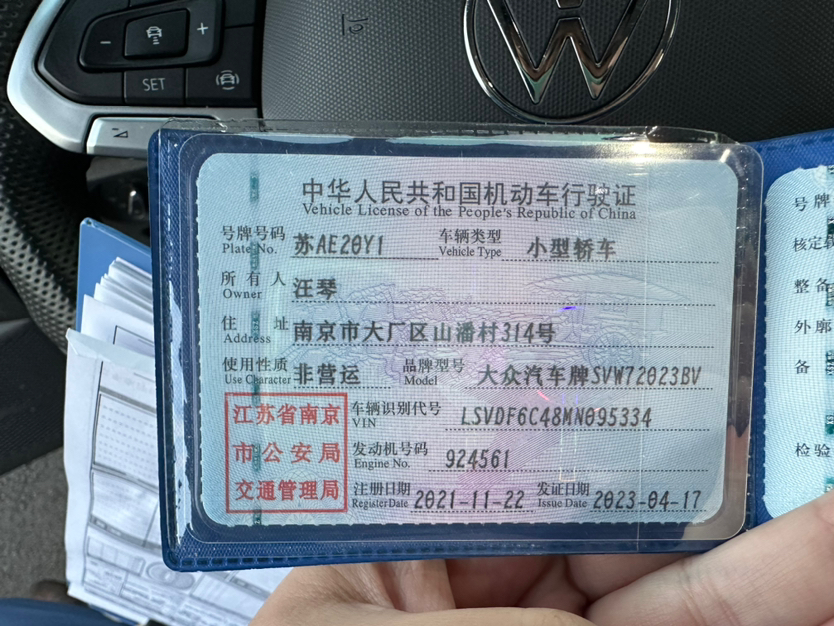 SET
中华人民共和国机动车行驶证
Vehicle License of the People's Republic of China
号牌号码 苏AE20Y1 车辆类型 小型轿车
Plate No. Vehicle Type
所有人 汪琴
Owner
住址 南京市大厂区山潘村314号
Address
使用性质 非营运 品牌型号 大众汽车牌SVW72023BV
Use Character Model
江苏省南京
市公安局
交通管理局
车辆识别代号 LSVDF6C48MN095334
VIN
发动机号码 924561
Engine No.
注册日期 2021-11-22 发证日期 2023-04-17
Register Date Issue Date
号牌
核定
整备
外廓
备
检验